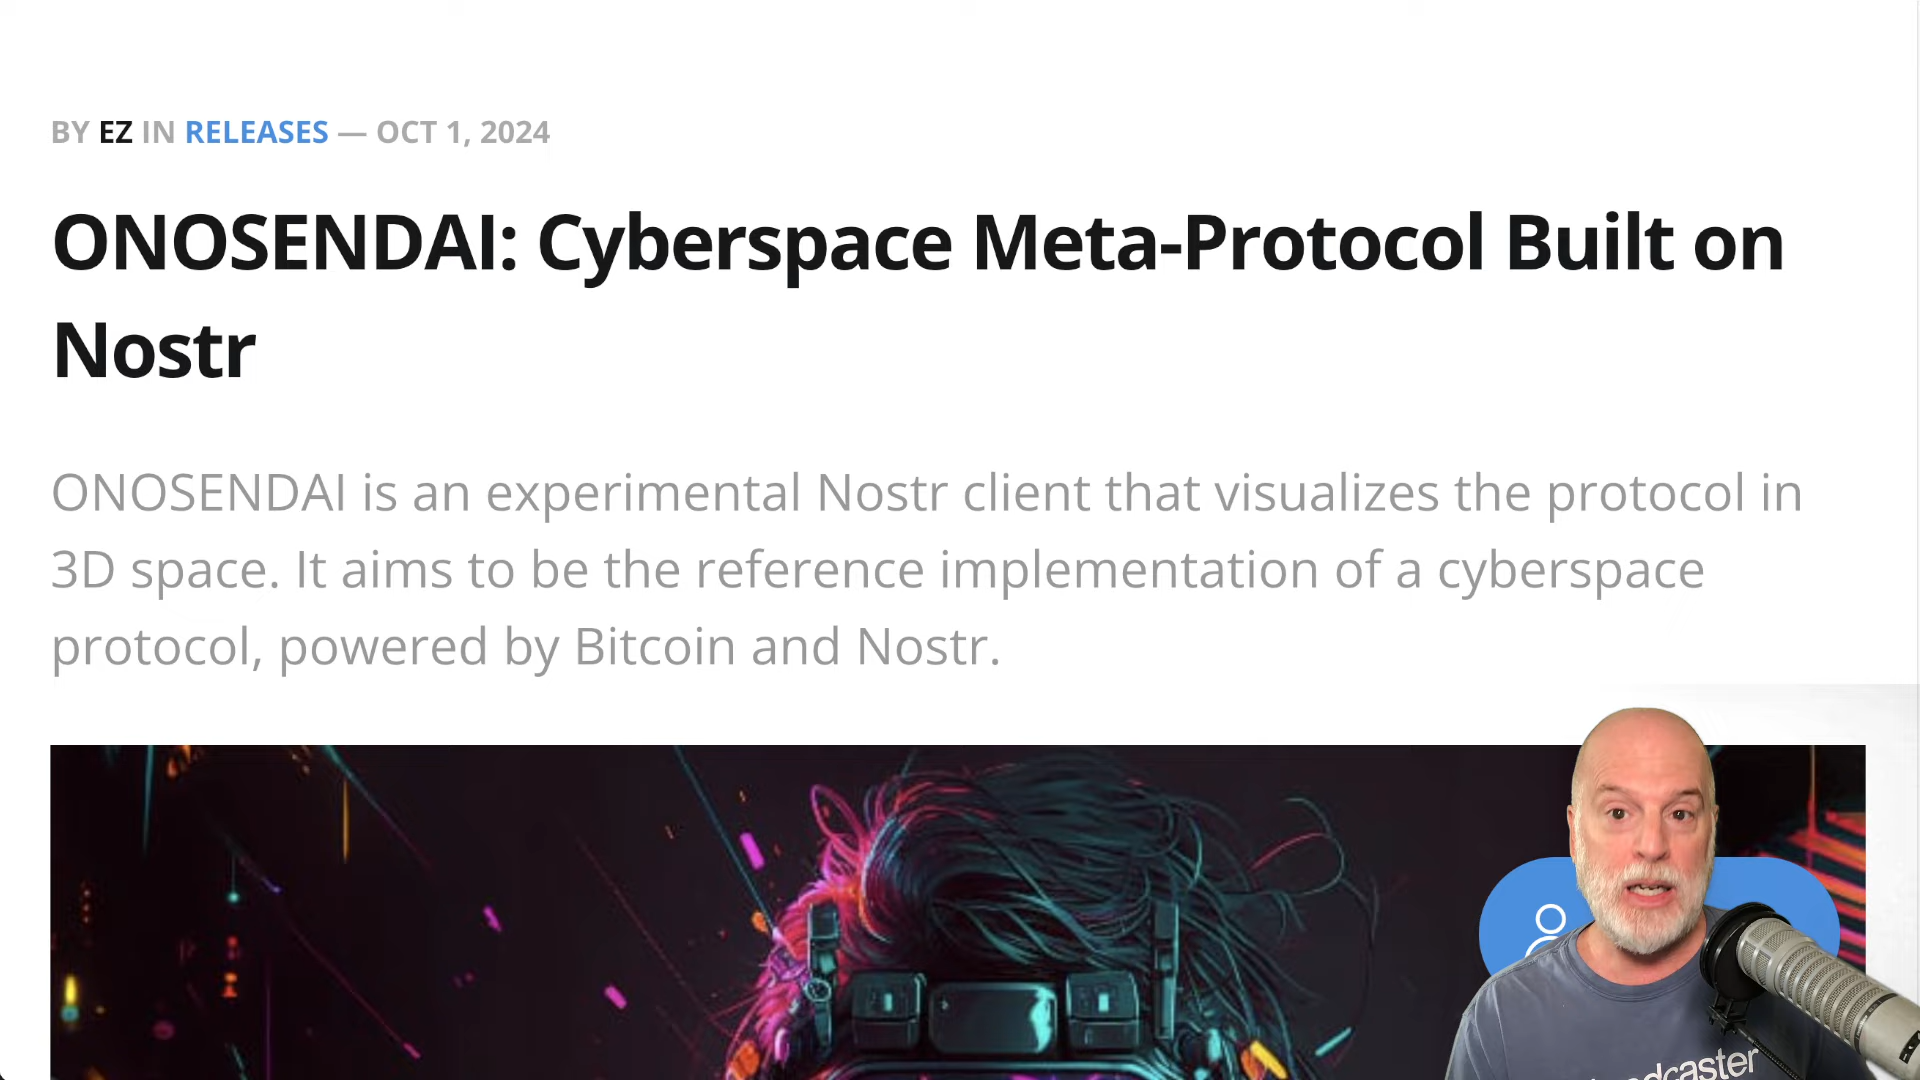 BY EZ IN RELEASES — OCT 1, 2024
ONOSENDAI: Cyberspace Meta-Protocol Built on
Nostr
ONOSENDAI is an experimental Nostr client that visualizes the protocol in
3D space. It aims to be the reference implementation of a cyberspace
protocol, powered by Bitcoin and Nostr.